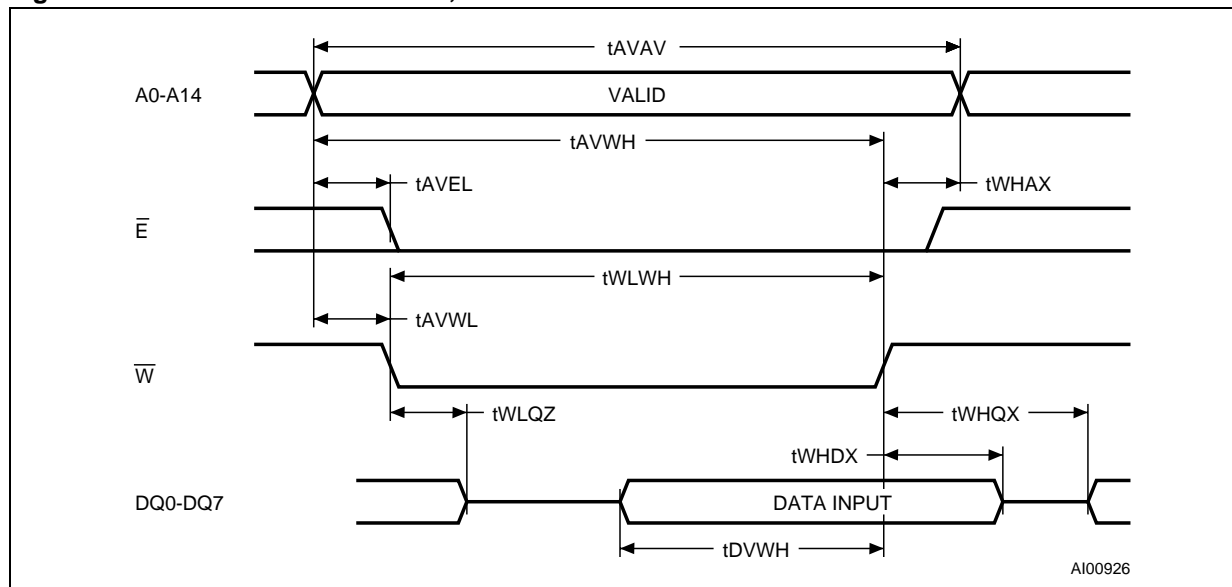 tAVAV
A0-A14 VALID
tAVWH
tAVEL tWHAX
E̅
tWLWH
tAVWL
W̅
tWLQZ tWHQX
tWHDX
DQ0-DQ7 DATA INPUT
tDVWH
AI00926